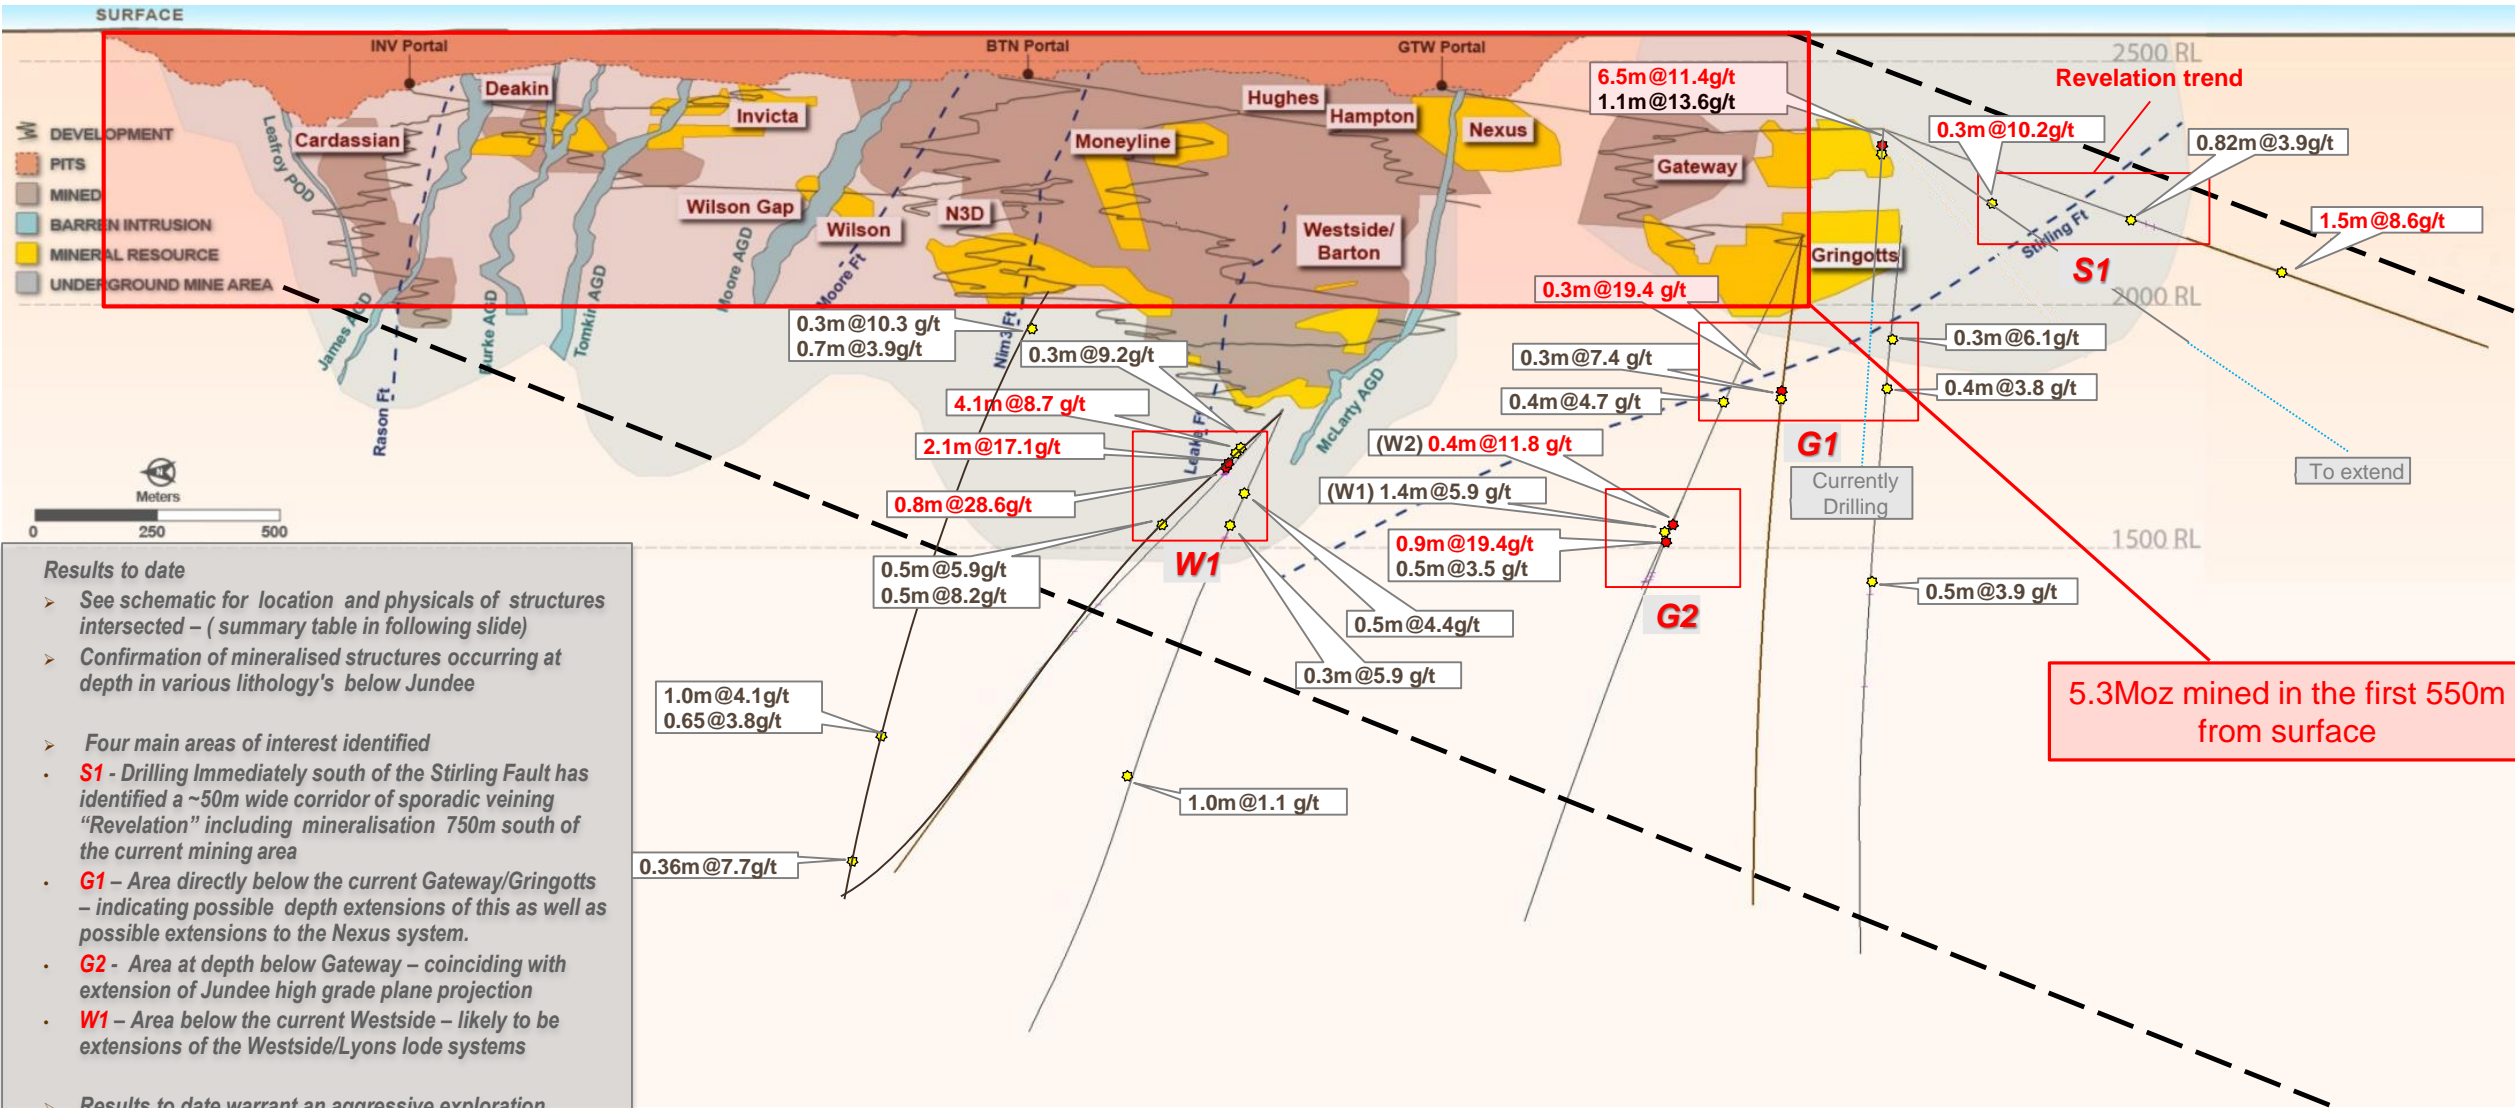 SURFACE
INV Portal
BTN Portal
GTW Portal
2500 RL
Revelation trend
6.5m@11.4g/t
1.1m@13.6g/t
0.3m@10.2g/t
0.82m@3.9g/t
1.5m@8.6g/t
Deakin
Invicta
Hughes
Hampton
Nexus
Cardassian
Moneyline
Gateway
Leafroy POD
DEVELOPMENT
PITS
MINED
BARREN INTRUSION
MINERAL RESOURCE
UNDERGROUND MINE AREA
Wilson Gap
Wilson
N3D
Westside/
Barton
Gringotts
Stirling Ft
S1
2000 RL
James AGD
Rason Ft
Burke AGD
Tomkin AGD
Moore AGD
Moore Ft
Nim3 Ft
Leake Ft
McLarty AGD
0.3m@19.4 g/t
0.3m@10.3 g/t
0.7m@3.9g/t
0.3m@9.2g/t
0.3m@7.4 g/t
0.3m@6.1g/t
4.1m@8.7 g/t
0.4m@4.7 g/t
0.4m@3.8 g/t
2.1m@17.1g/t
(W2) 0.4m@11.8 g/t
G1
To extend
Currently
Drilling
0.8m@28.6g/t
(W1) 1.4m@5.9 g/t
N
Meters
0 250 500
0.9m@19.4g/t
0.5m@3.5 g/t
1500 RL
W1
0.5m@5.9g/t
0.5m@8.2g/t
0.5m@3.9 g/t
G2
0.5m@4.4g/t
0.3m@5.9 g/t
1.0m@4.1g/t
0.65@3.8g/t
5.3Moz mined in the first 550m
from surface
1.0m@1.1 g/t
0.36m@7.7g/t
Results to date
➢ See schematic for location and physicals of structures
intersected – ( summary table in following slide)
➢ Confirmation of mineralised structures occurring at
depth in various lithology's below Jundee
➢ Four main areas of interest identified
• S1 - Drilling Immediately south of the Stirling Fault has
identified a ~50m wide corridor of sporadic veining
“Revelation” including mineralisation 750m south of
the current mining area
• G1 – Area directly below the current Gateway/Gringotts
– indicating possible depth extensions of this as well as
possible extensions to the Nexus system.
• G2 - Area at depth below Gateway – coinciding with
extension of Jundee high grade plane projection
• W1 – Area below the current Westside – likely to be
extensions of the Westside/Lyons lode systems
➢ Results to date warrant an aggressive exploration